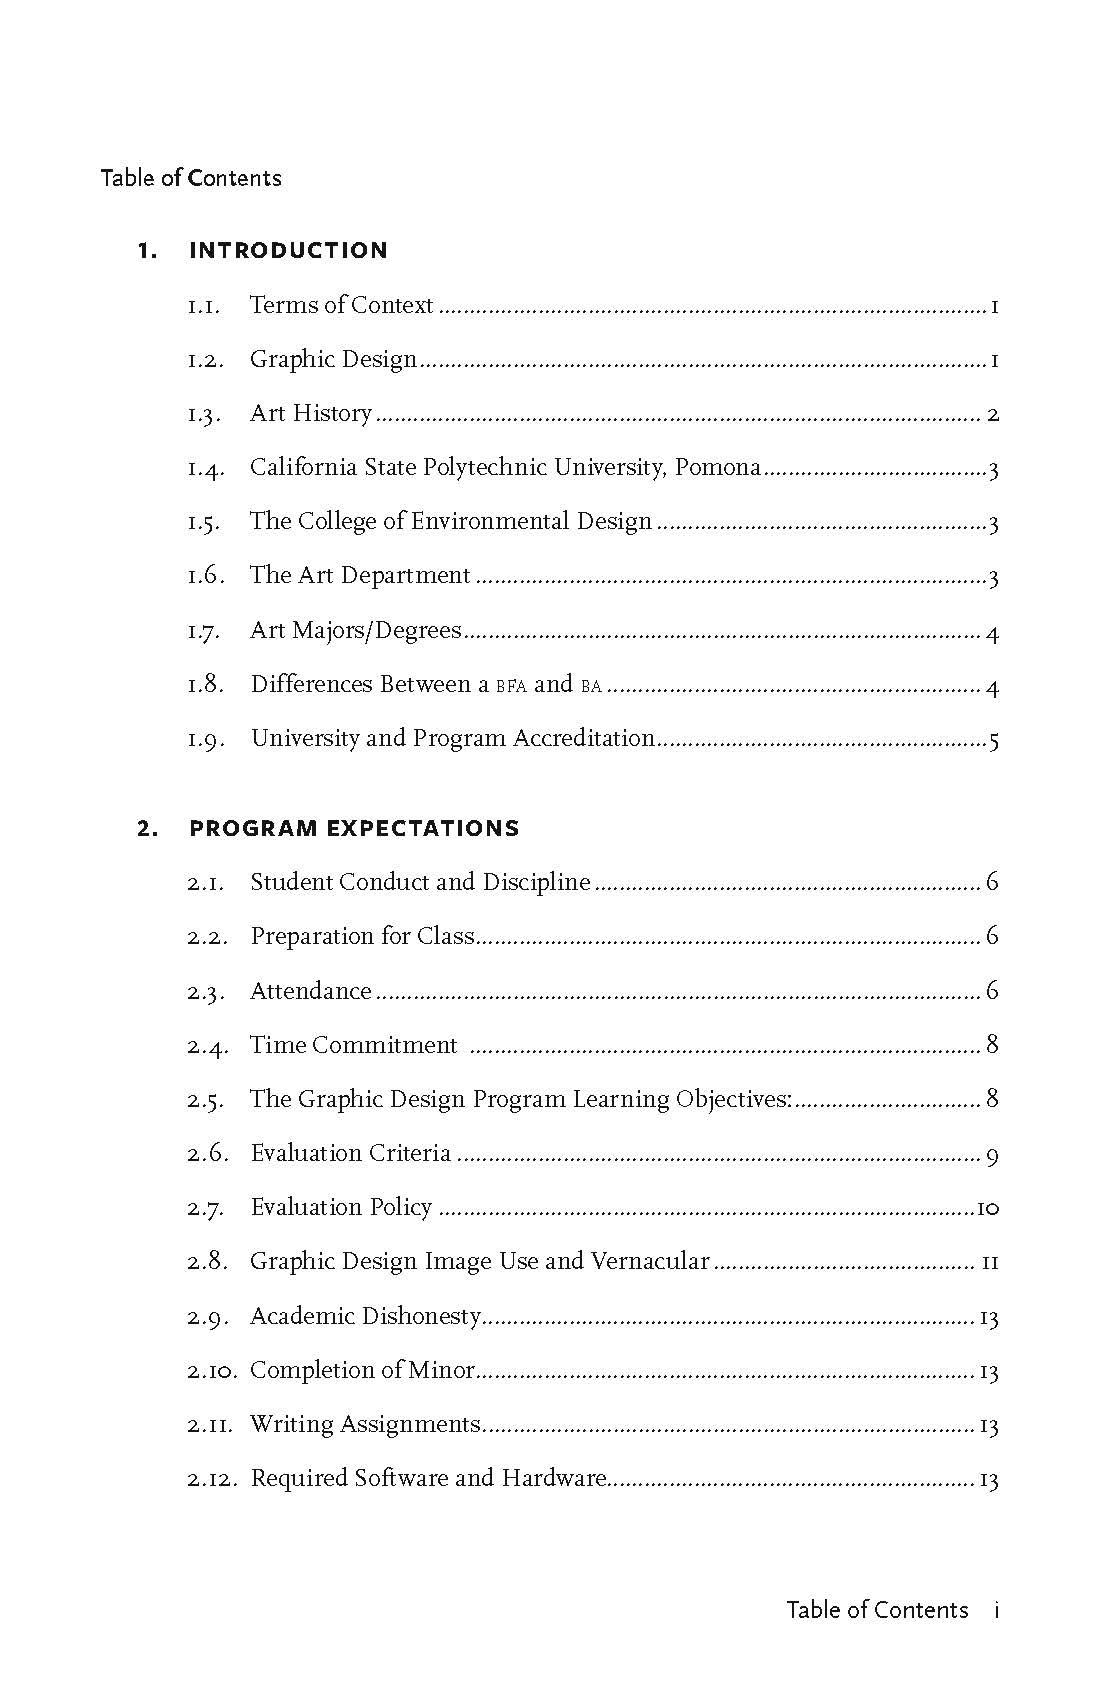 Table of Contents
1. INTRODUCTION
1.1. Terms of Context ........................................................................................ 1
1.2. Graphic Design ........................................................................................... 1
1.3. Art History ................................................................................................. 2
1.4. California State Polytechnic University, Pomona .................................... 3
1.5. The College of Environmental Design ..................................................... 3
1.6. The Art Department .................................................................................. 3
1.7. Art Majors/Degrees ................................................................................... 4
1.8. Differences Between a BFA and BA ............................................................ 4
1.9. University and Program Accreditation ..................................................... 5
2. PROGRAM EXPECTATIONS
2.1. Student Conduct and Discipline .............................................................. 6
2.2. Preparation for Class ................................................................................. 6
2.3. Attendance ................................................................................................. 6
2.4. Time Commitment .................................................................................. 8
2.5. The Graphic Design Program Learning Objectives: .............................. 8
2.6. Evaluation Criteria .................................................................................... 9
2.7. Evaluation Policy ...................................................................................... 10
2.8. Graphic Design Image Use and Vernacular .......................................... 11
2.9. Academic Dishonesty ............................................................................... 13
2.10. Completion of Minor ................................................................................ 13
2.11. Writing Assignments ............................................................................... 13
2.12. Required Software and Hardware ........................................................... 13
Table of Contents i